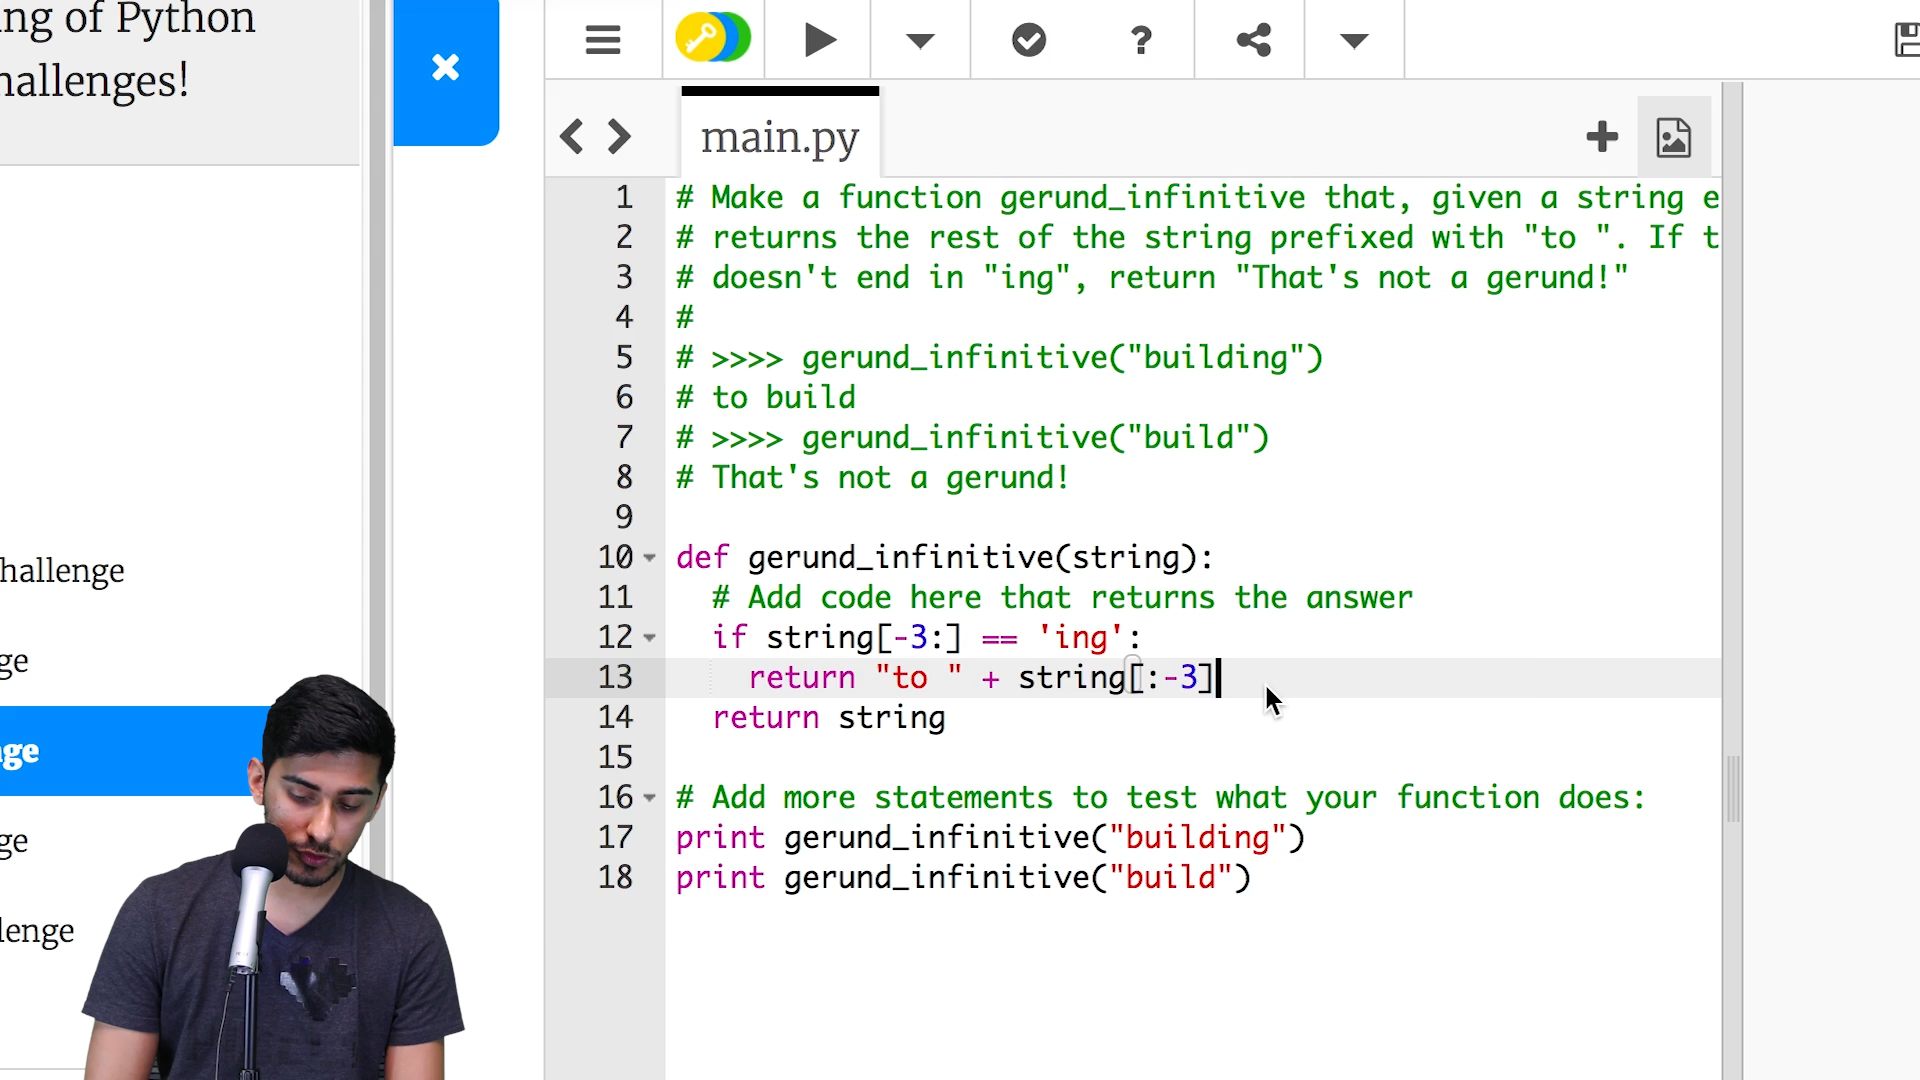 ng of Python
hallenges!
hallenge
ge
ge
ge
lenge
main.py
1 # Make a function gerund_infinitive that, given a string e
2 # returns the rest of the string prefixed with "to ". If t
3 # doesn't end in "ing", return "That's not a gerund!"
4 #
5 # >>>> gerund_infinitive("building")
6 # to build
7 # >>>> gerund_infinitive("build")
8 # That's not a gerund!
9
10 def gerund_infinitive(string):
11 # Add code here that returns the answer
12 if string[-3:] == 'ing':
13 return "to " + string[:-3]
14 return string
15
16 # Add more statements to test what your function does:
17 print gerund_infinitive("building")
18 print gerund_infinitive("build")